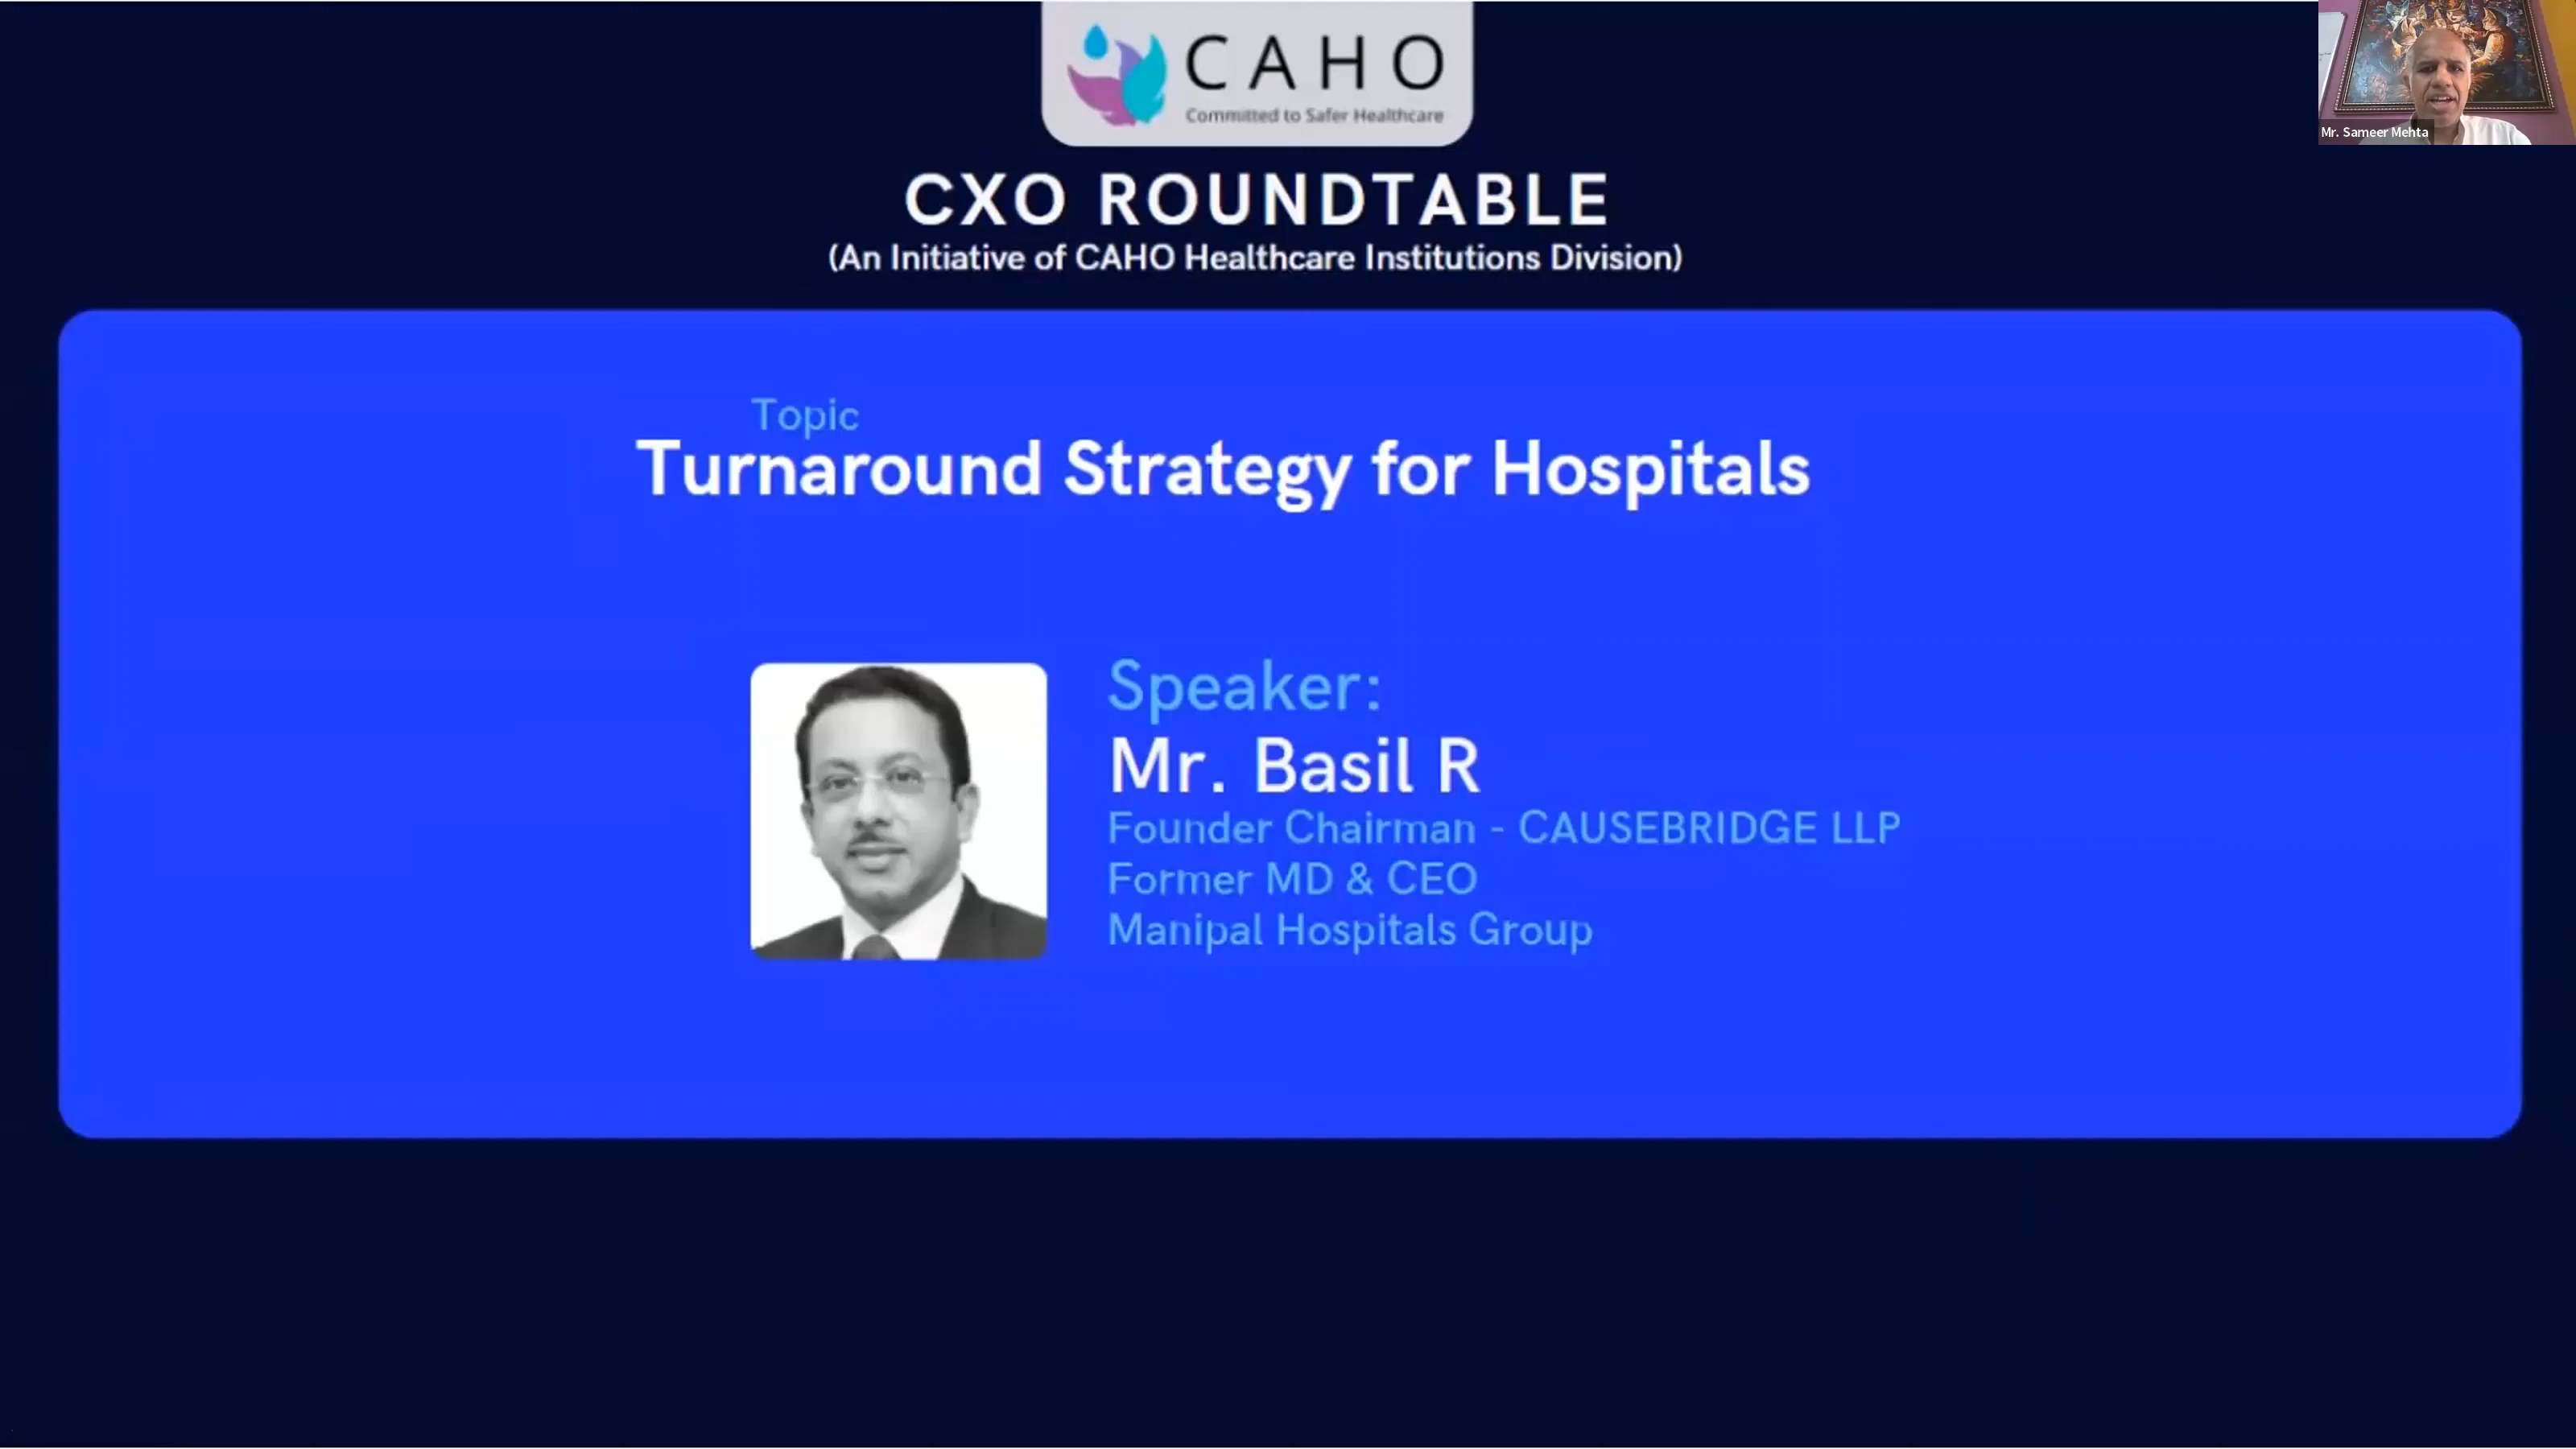 CAHO
Committed to Safer Healthcare
Mr. Sameer Mehta
CXO ROUNDTABLE
(An Initiative of CAHO Healthcare Institutions Division)
Topic
Turnaround Strategy for Hospitals
Speaker:
Mr. Basil R
Founder Chairman - CAUSEBRIDGE LLP
Former MD & CEO
Manipal Hospitals Group